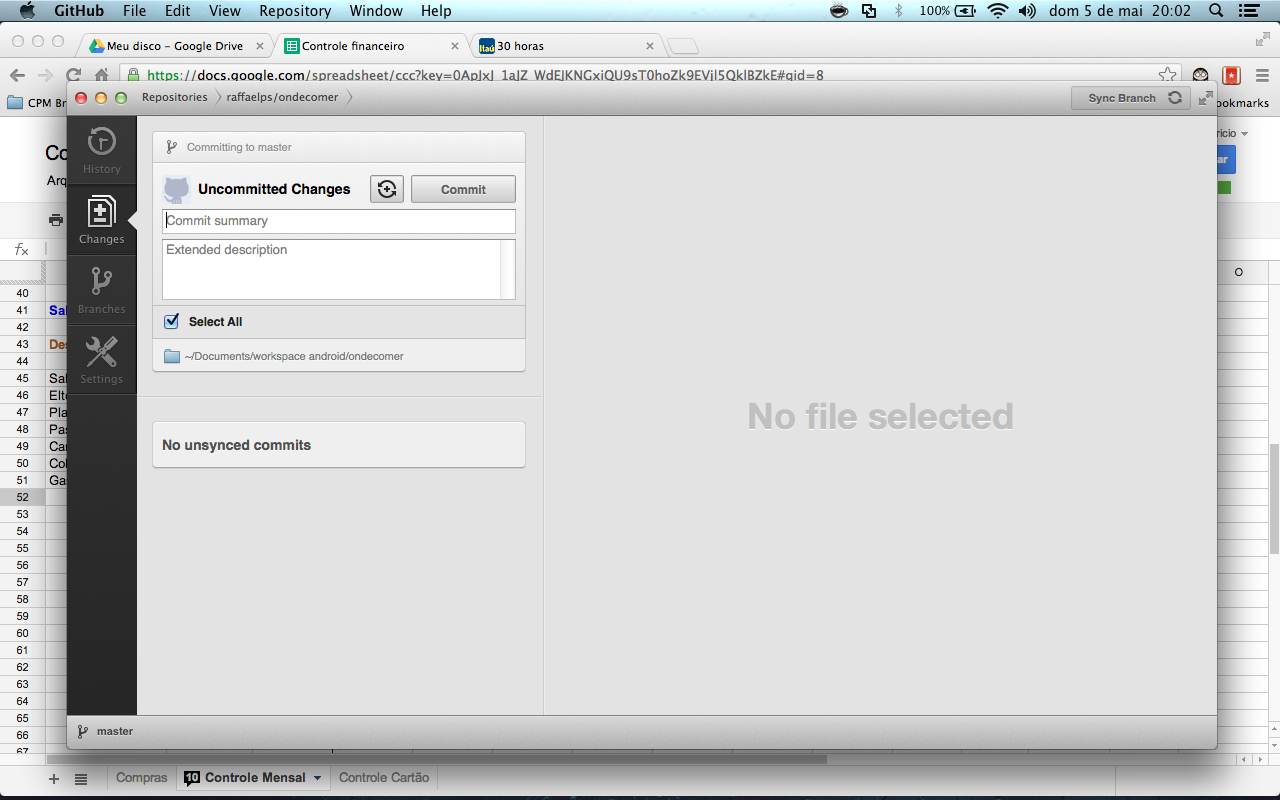 GitHub File Edit View Repository Window Help 100% dom 5 de mai 20:02
Meu disco – Google Drive Controle financeiro Itaú 30 horas
https://docs.google.com/spreadsheet/ccc?key=0ApJxJ_1aJZ_WdEJKNGxiQU9sT0hoZk9EVjl5QklBZkE#gid=8
CPM Br
ookmarks
Repositories raffaelps/ondecomer Sync Branch
History
Changes
Branches
Settings
Committing to master
Uncommitted Changes Commit
Commit summary
Extended description
Select All
~/Documents/workspace android/ondecomer
No unsynced commits
No file selected
master
Co
Arq
ricio
ar
fx
O
40
41 Sal
42
43 Des
44
45 Sal
46 Elto
47 Pla
48 Pas
49 Car
50 Col
51 Gas
52
53
54
55
56
57
58
59
60
61
62
63
64
65
66
67
Compras 10 Controle Mensal Controle Cartão